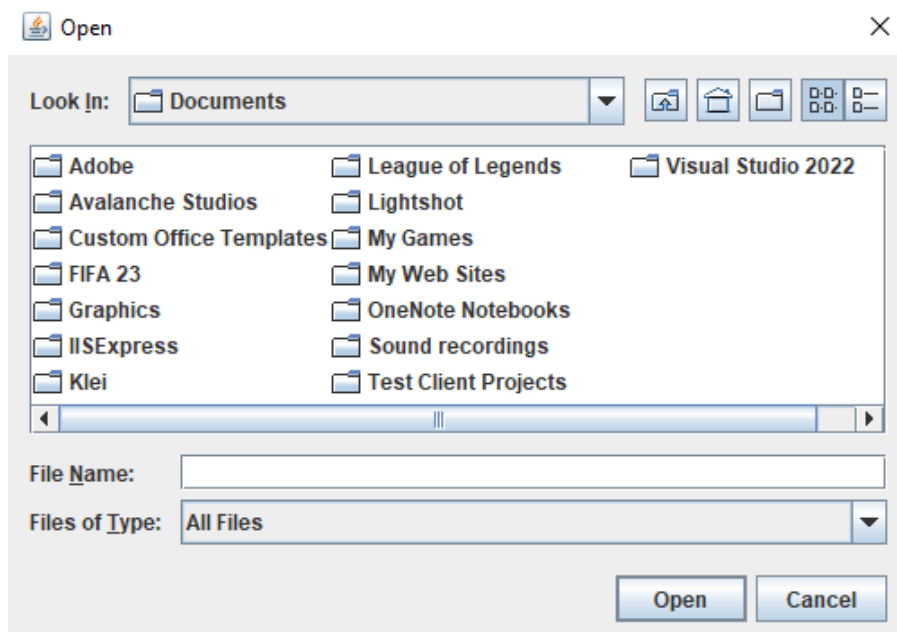 Open
Look In: Documents
Adobe
Avalanche Studios
Custom Office Templates
FIFA 23
Graphics
IISExpress
Klei
League of Legends
Lightshot
My Games
My Web Sites
OneNote Notebooks
Sound recordings
Test Client Projects
Visual Studio 2022
File Name:
Files of Type: All Files
Open Cancel